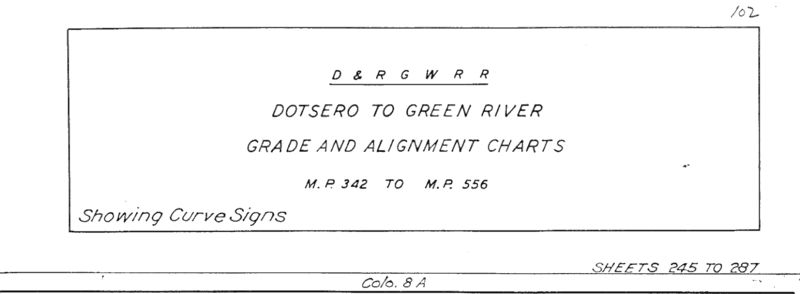 102
D & R G W R R
DOTSERO TO GREEN RIVER
GRADE AND ALIGNMENT CHARTS
M.P. 342 TO M.P. 556
Showing Curve Signs
SHEETS 245 TO 287
Colo. 8 A